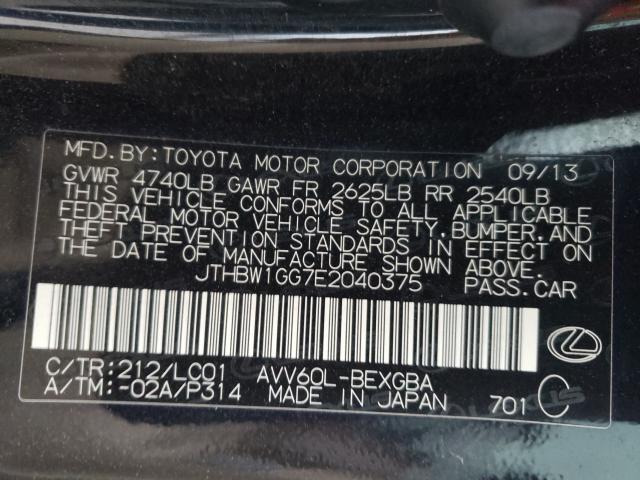 MFD. BY: TOYOTA MOTOR CORPORATION 09/13
GVWR 4740LB GAWR FR 2625LB RR 2540LB
THIS VEHICLE CONFORMS TO ALL APPLICABLE
FEDERAL MOTOR VEHICLE SAFETY, BUMPER, AND
THEFT PREVENTION STANDARDS IN EFFECT ON
THE DATE OF MANUFACTURE SHOWN ABOVE.
JTHBW1GG7E2040375 PASS.CAR
C/TR:212/LC01 AVV60L-BEXGBA
A/TM:-02A/P314 MADE IN JAPAN 701 C